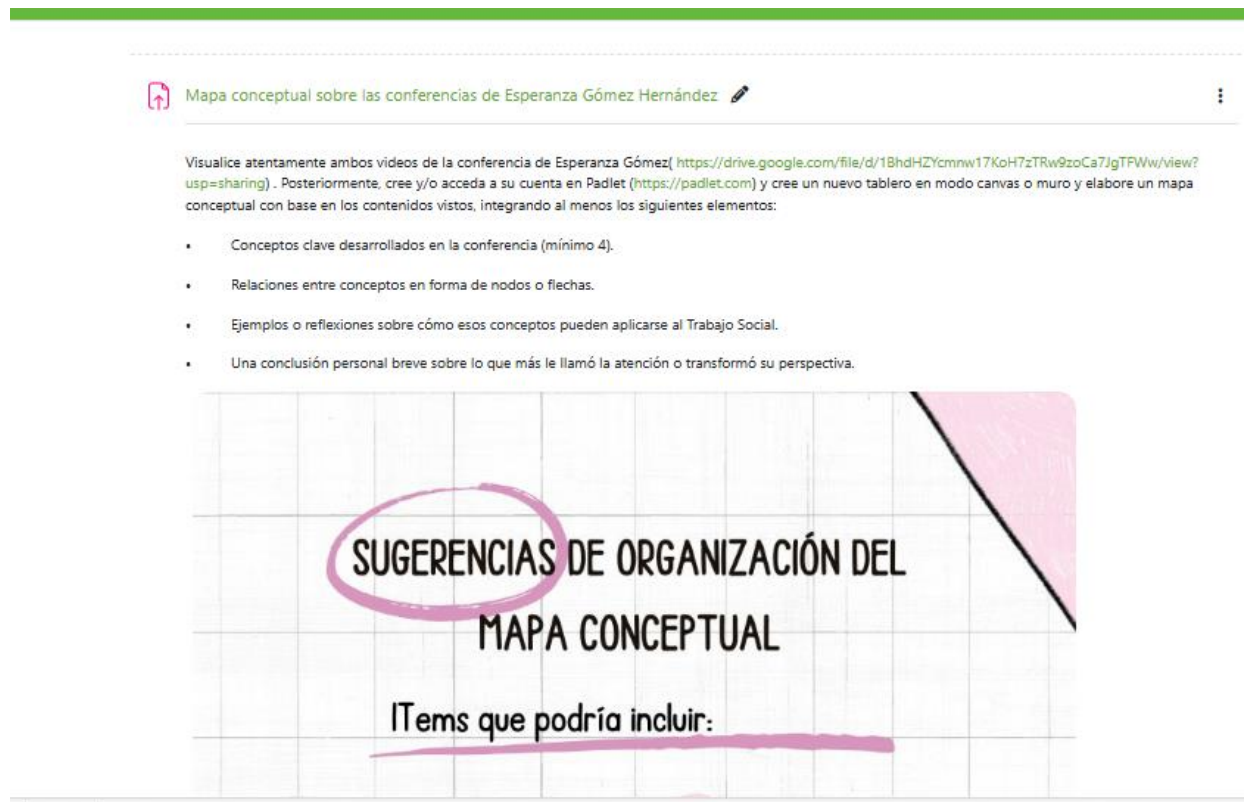 Mapa conceptual sobre las conferencias de Esperanza Gómez Hernández
Visualice atentamente ambos videos de la conferencia de Esperanza Gómez( https://drive.google.com/file/d/1BhdHZYcmnw17KoH7zTRw9zoCa7JgTFWw/view?
usp=sharing) . Posteriormente, cree y/o acceda a su cuenta en Padlet (https://padlet.com) y cree un nuevo tablero en modo canvas o muro y elabore un mapa
conceptual con base en los contenidos vistos, integrando al menos los siguientes elementos:
• Conceptos clave desarrollados en la conferencia (mínimo 4).
• Relaciones entre conceptos en forma de nodos o flechas.
• Ejemplos o reflexiones sobre cómo esos conceptos pueden aplicarse al Trabajo Social.
• Una conclusión personal breve sobre lo que más le llamó la atención o transformó su perspectiva.
SUGERENCIAS DE ORGANIZACIÓN DEL
MAPA CONCEPTUAL
ITems que podría incluir: